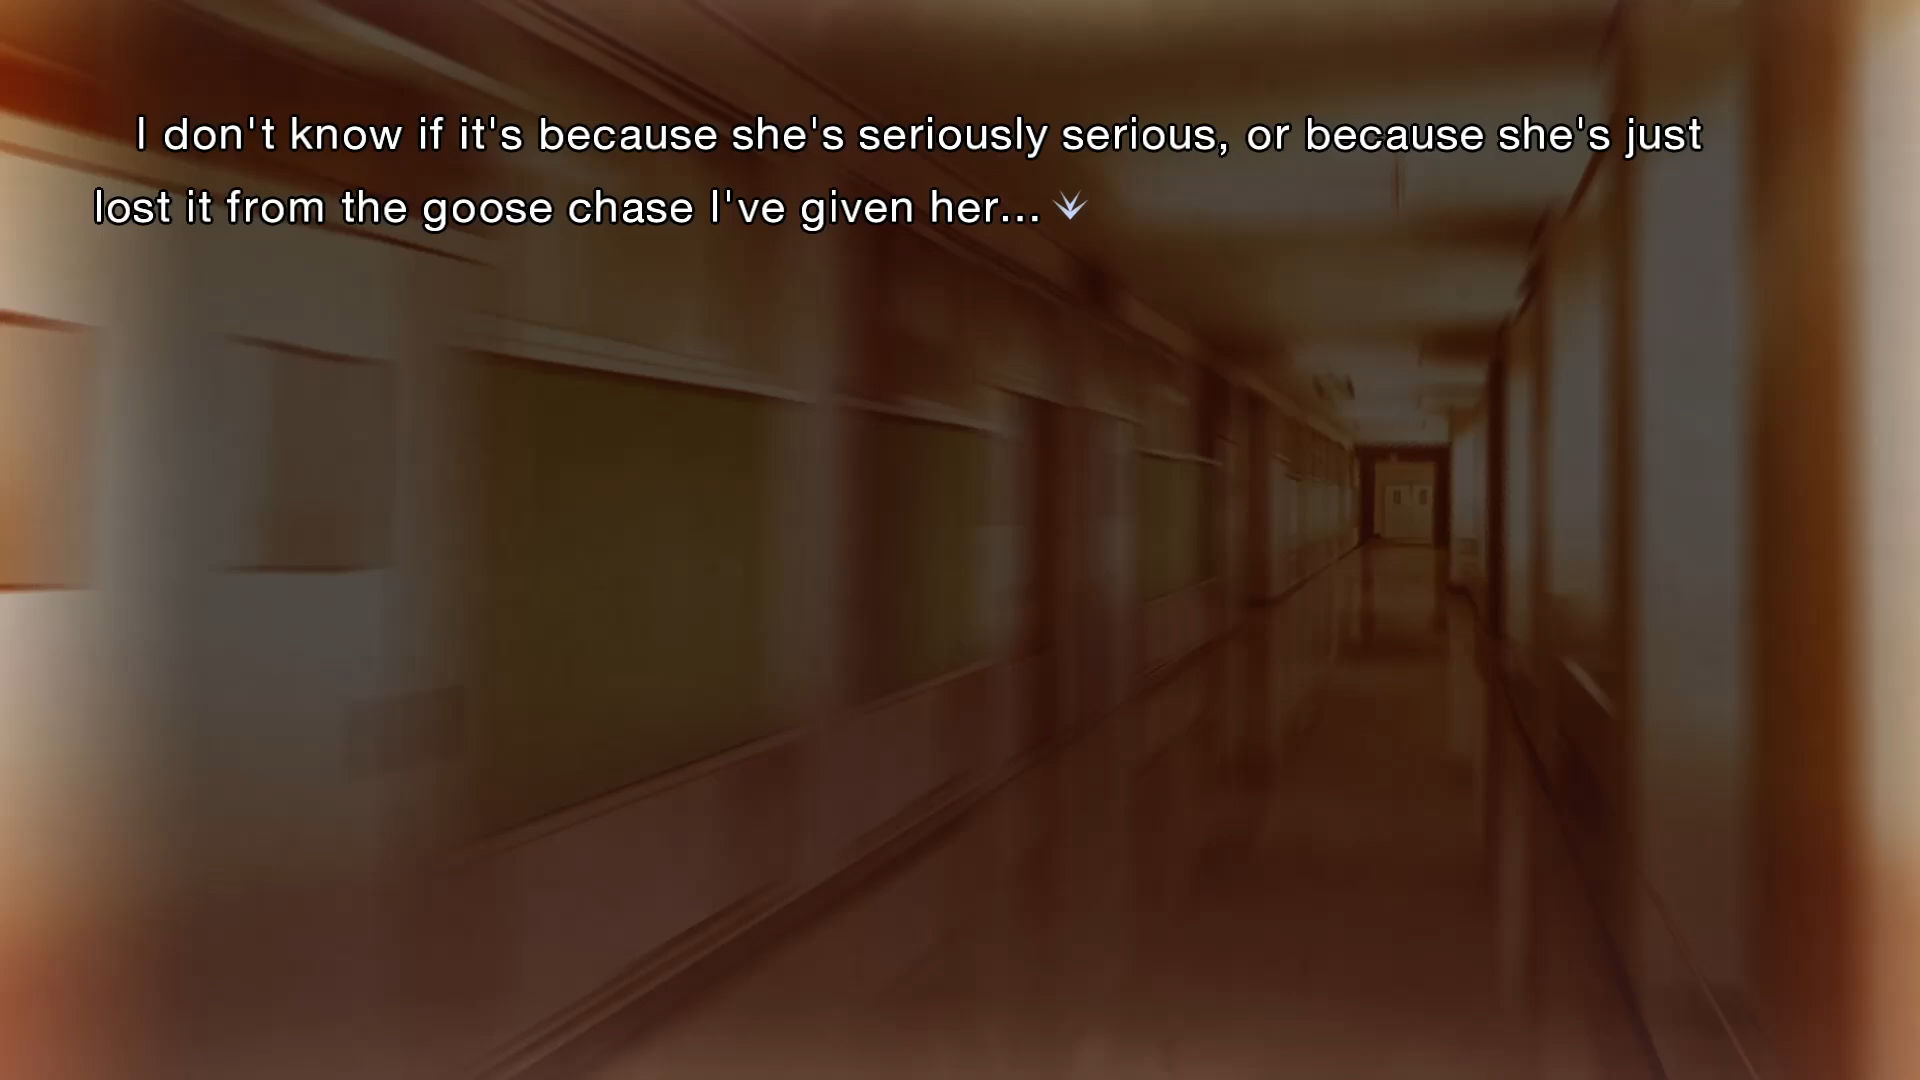 I don't know if it's because she's seriously serious, or because she's just
lost it from the goose chase I've given her...